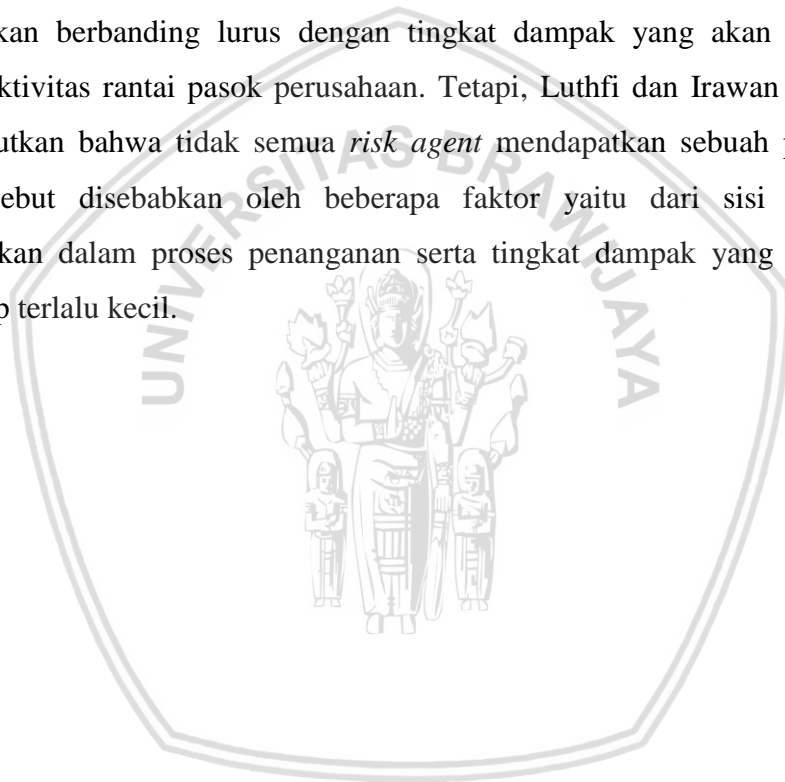 kan berbanding lurus dengan tingkat dampak yang akan
ktivitas rantai pasok perusahaan. Tetapi, Luthfi dan Irawan
utkan bahwa tidak semua risk agent mendapatkan sebuah p
sebut disebabkan oleh beberapa faktor yaitu dari sisi
kan dalam proses penanganan serta tingkat dampak yang
p terlalu kecil.
UNIVERSITAS BRAWIJAYA